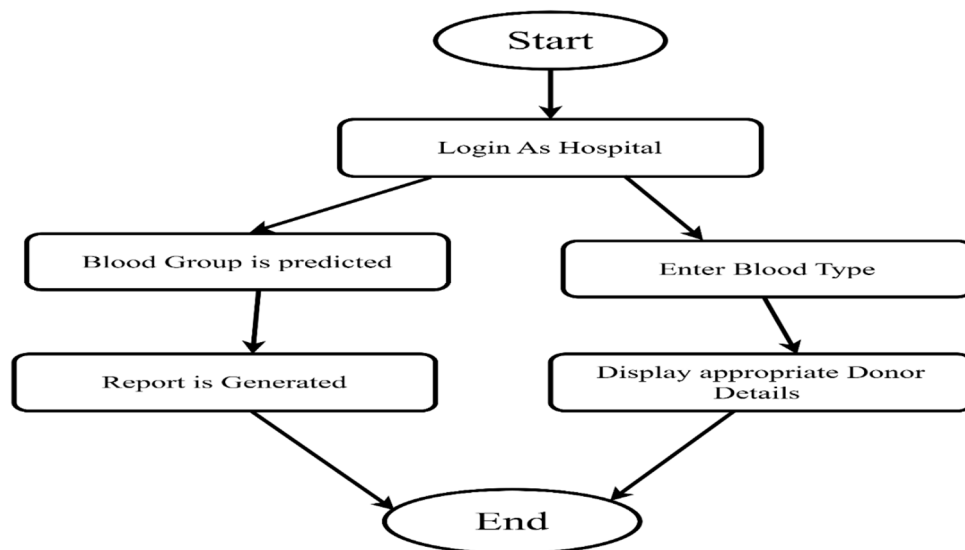 Start
Login As Hospital
Blood Group is predicted
Enter Blood Type
Report is Generated
Display appropriate Donor
Details
End